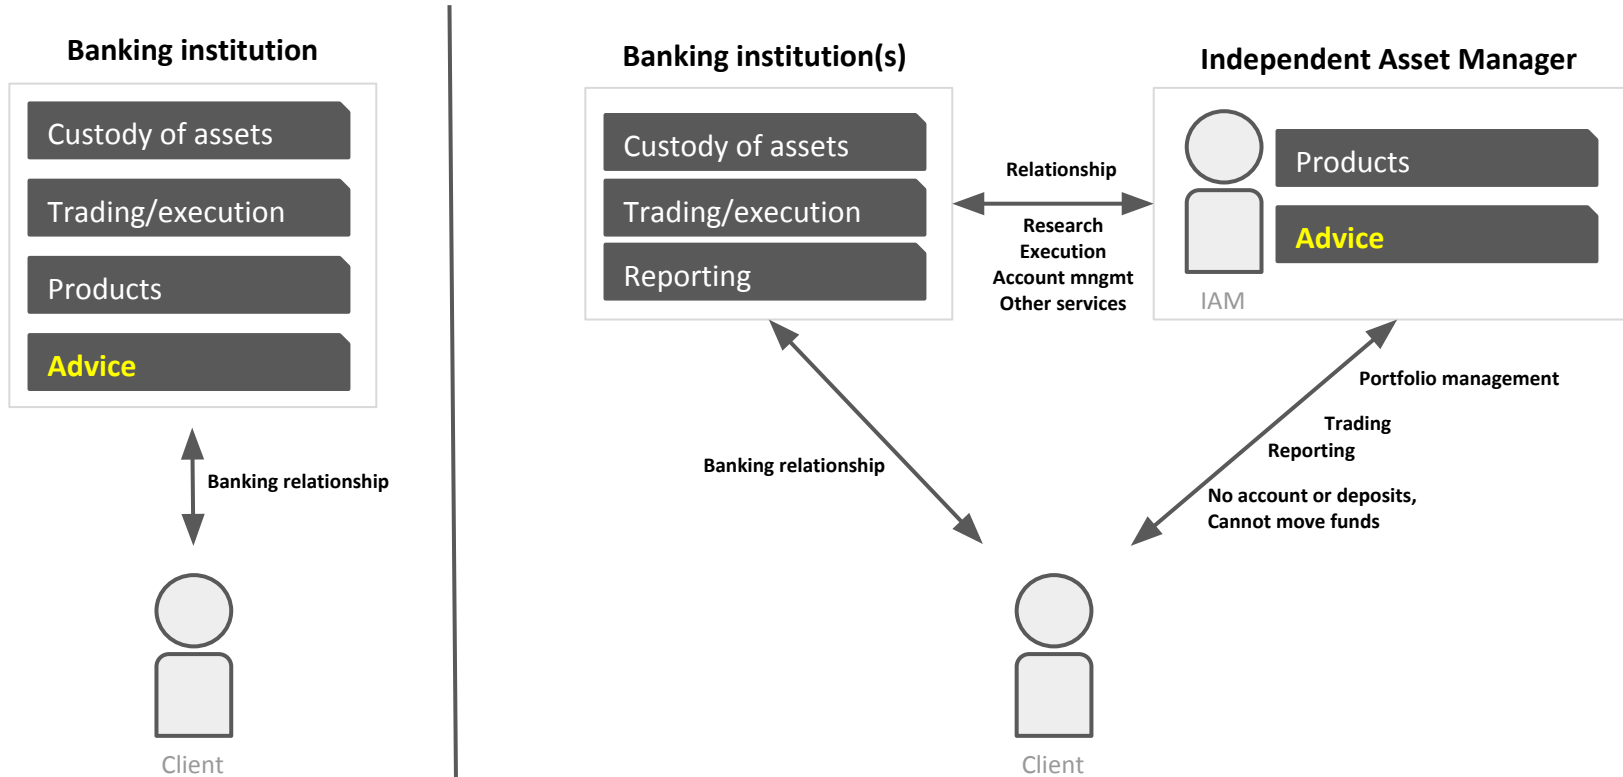 Banking institution
Custody of assets
Trading/execution
Products
Advice
Banking relationship
Client
Banking institution(s)
Custody of assets
Trading/execution
Reporting
Relationship
Research
Execution
Account mngmt
Other services
Independent Asset Manager
Products
Advice
IAM
Banking relationship
Portfolio management
Trading
Reporting
No account or deposits,
Cannot move funds
Client